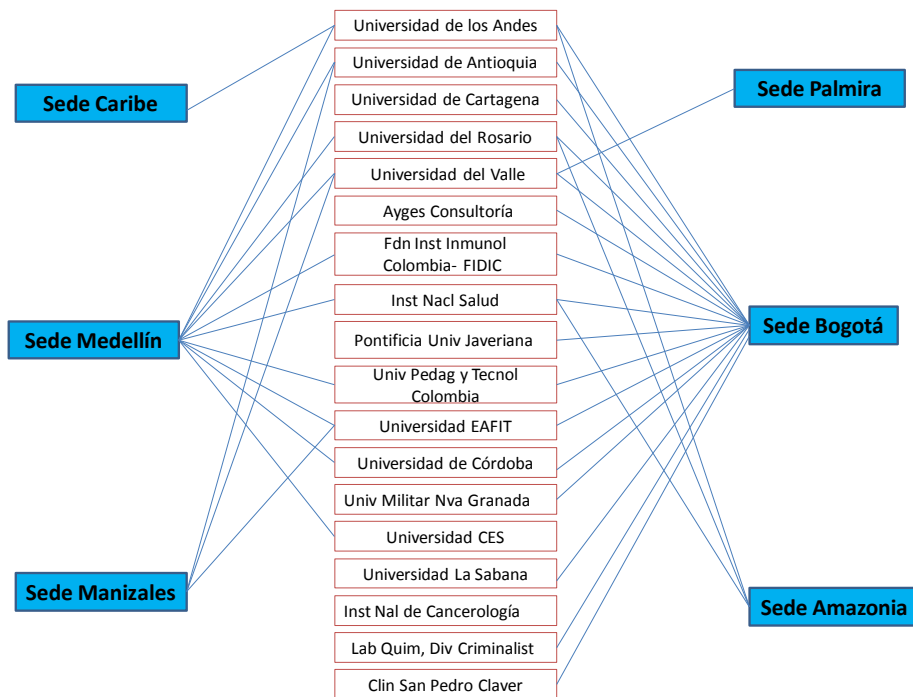 Universidad de los Andes
Universidad de Antioquia
Sede Caribe
Universidad de Cartagena
Sede Palmira
Universidad del Rosario
Universidad del Valle
Ayges Consultoría
Fdn Inst Inmunol
Colombia- FIDIC
Inst Nacl Salud
Sede Medellín
Pontificia Univ Javeriana
Sede Bogotá
Univ Pedag y Tecnol
Colombia
Universidad EAFIT
Universidad de Córdoba
Univ Militar Nva Granada
Universidad CES
Universidad La Sabana
Sede Manizales
Inst Nal de Cancerología
Sede Amazonia
Lab Quim, Div Criminalist
Clin San Pedro Claver